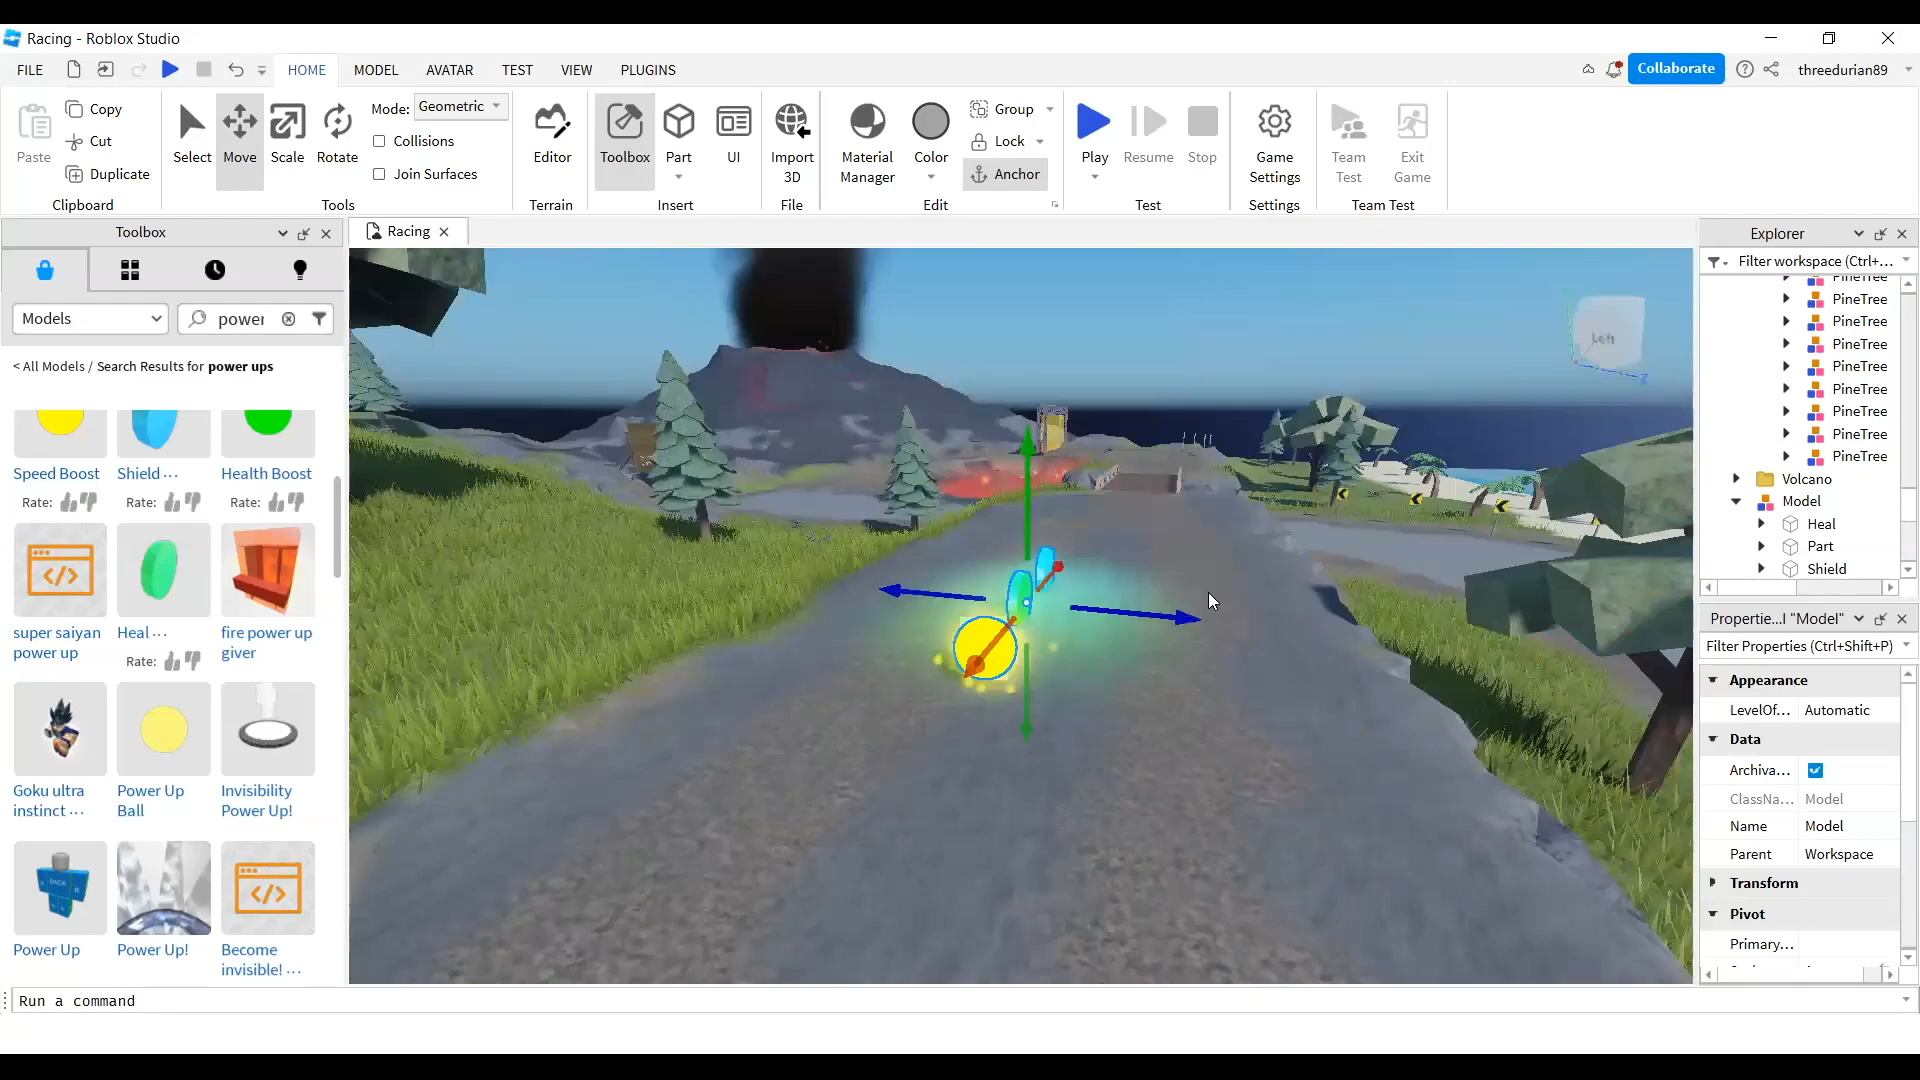 Racing - Roblox Studio
FILE
HOME
MODEL
AVATAR
TEST
VIEW
PLUGINS
Collaborate
threedurian89
Paste
Copy
Cut
Duplicate
Clipboard
Select
Move
Scale
Rotate
Mode:
Geometric
Collisions
Join Surfaces
Tools
Editor
Terrain
Toolbox
Part
UI
Insert
Import
3D
File
Material
Manager
Color
Group
Lock
Anchor
Edit
Play
Resume
Stop
Test
Game
Settings
Settings
Team
Test
Exit
Game
Team Test
Toolbox
Models
power
< All Models / Search Results for power ups
Speed Boost
Shield ...
Health Boost
Rate:
Rate:
Rate:
super saiyan
power up
Heal ...
Rate:
fire power up
giver
Goku ultra
instinct ...
Power Up
Ball
Invisibility
Power Up!
Power Up
Power Up!
Become
invisible! ...
Racing
Left
Explorer
Filter workspace (Ctrl+...
PineTree
PineTree
PineTree
PineTree
PineTree
PineTree
PineTree
PineTree
PineTree
Volcano
Model
Heal
Part
Shield
Propertie...l "Model"
Filter Properties (Ctrl+Shift+P)
Appearance
LevelOf...
Automatic
Data
Archiva...
ClassNa...
Model
Name
Model
Parent
Workspace
Transform
Pivot
Primary...
Run a command